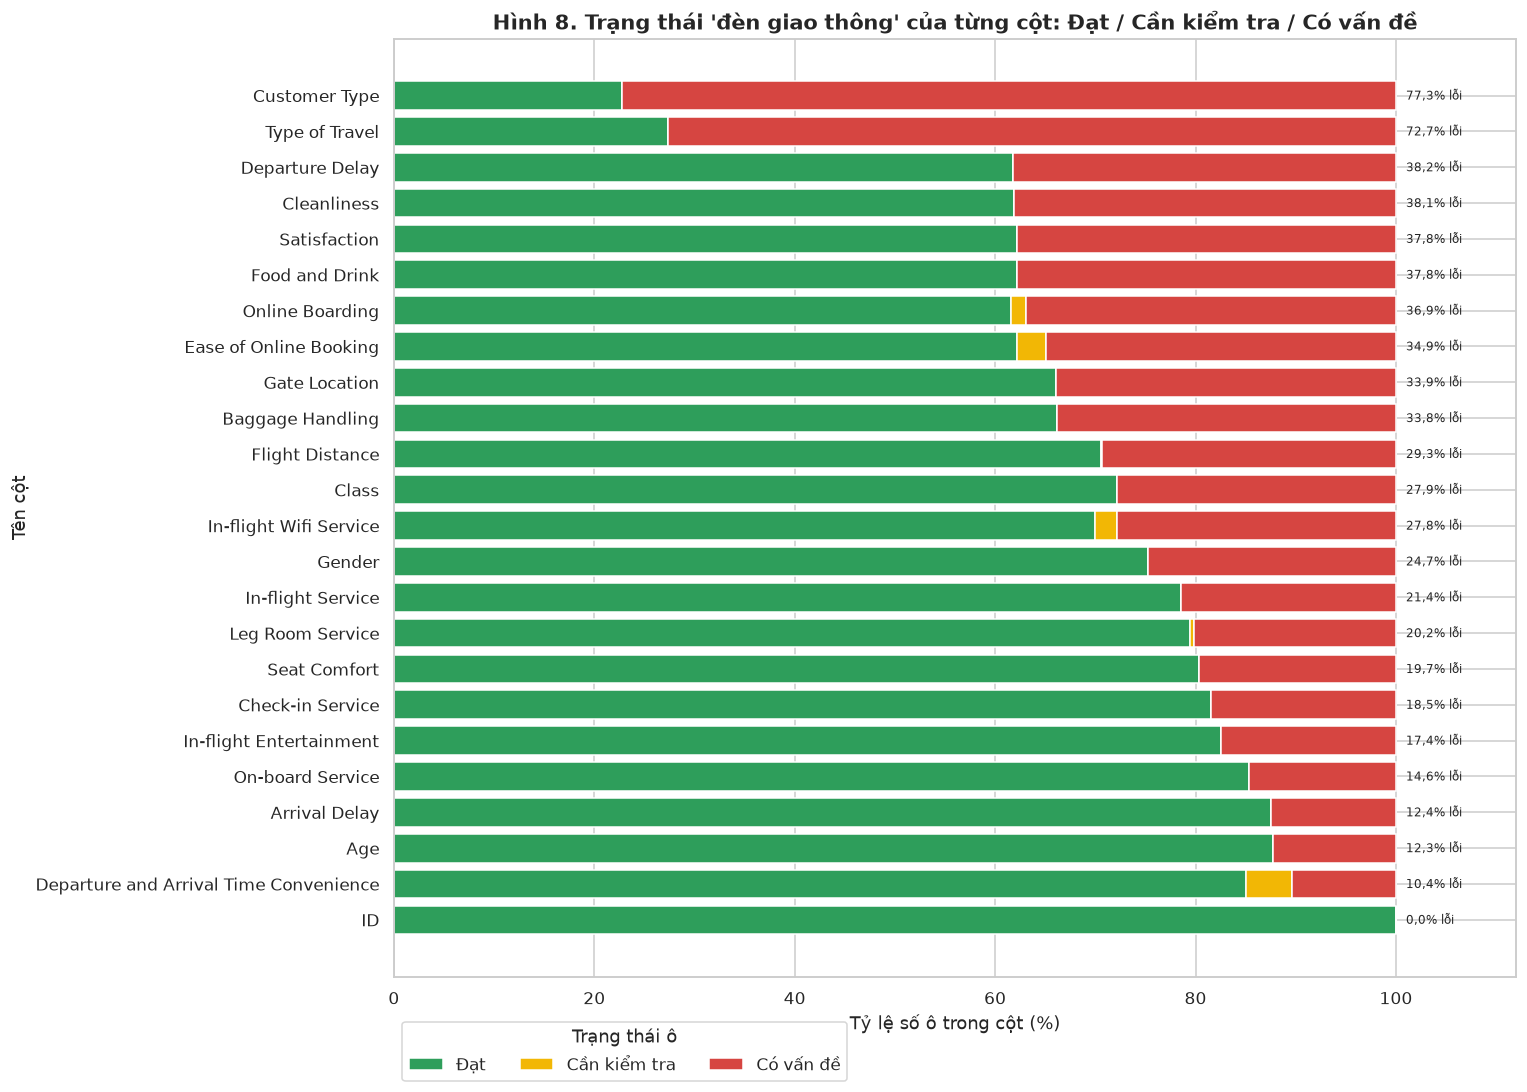 Hình 8. Trạng thái 'đèn giao thông' của từng cột: Đạt / Cần kiểm tra / Có vấn đề
Tên cột
Customer Type 77,3% lỗi
Type of Travel 72,7% lỗi
Departure Delay 38,2% lỗi
Cleanliness 38,1% lỗi
Satisfaction 37,8% lỗi
Food and Drink 37,8% lỗi
Online Boarding 36,9% lỗi
Ease of Online Booking 34,9% lỗi
Gate Location 33,9% lỗi
Baggage Handling 33,8% lỗi
Flight Distance 29,3% lỗi
Class 27,9% lỗi
In-flight Wifi Service 27,8% lỗi
Gender 24,7% lỗi
In-flight Service 21,4% lỗi
Leg Room Service 20,2% lỗi
Seat Comfort 19,7% lỗi
Check-in Service 18,5% lỗi
In-flight Entertainment 17,4% lỗi
On-board Service 14,6% lỗi
Arrival Delay 12,4% lỗi
Age 12,3% lỗi
Departure and Arrival Time Convenience 10,4% lỗi
ID 0,0% lỗi
0 20 40 60 80 100
Tỷ lệ số ô trong cột (%)
Trạng thái ô
Đạt Cần kiểm tra Có vấn đề